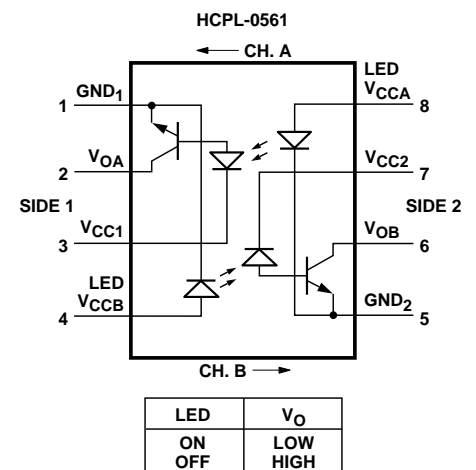 HCPL-0561
← CH. A
LED
VCCA 8
1 GND1
2 VOA
VCC2 7
SIDE 1
SIDE 2
3 VCC1
VOB 6
LED
4 VCCB
GND2 5
CH. B →
LED VO
ON LOW
OFF HIGH